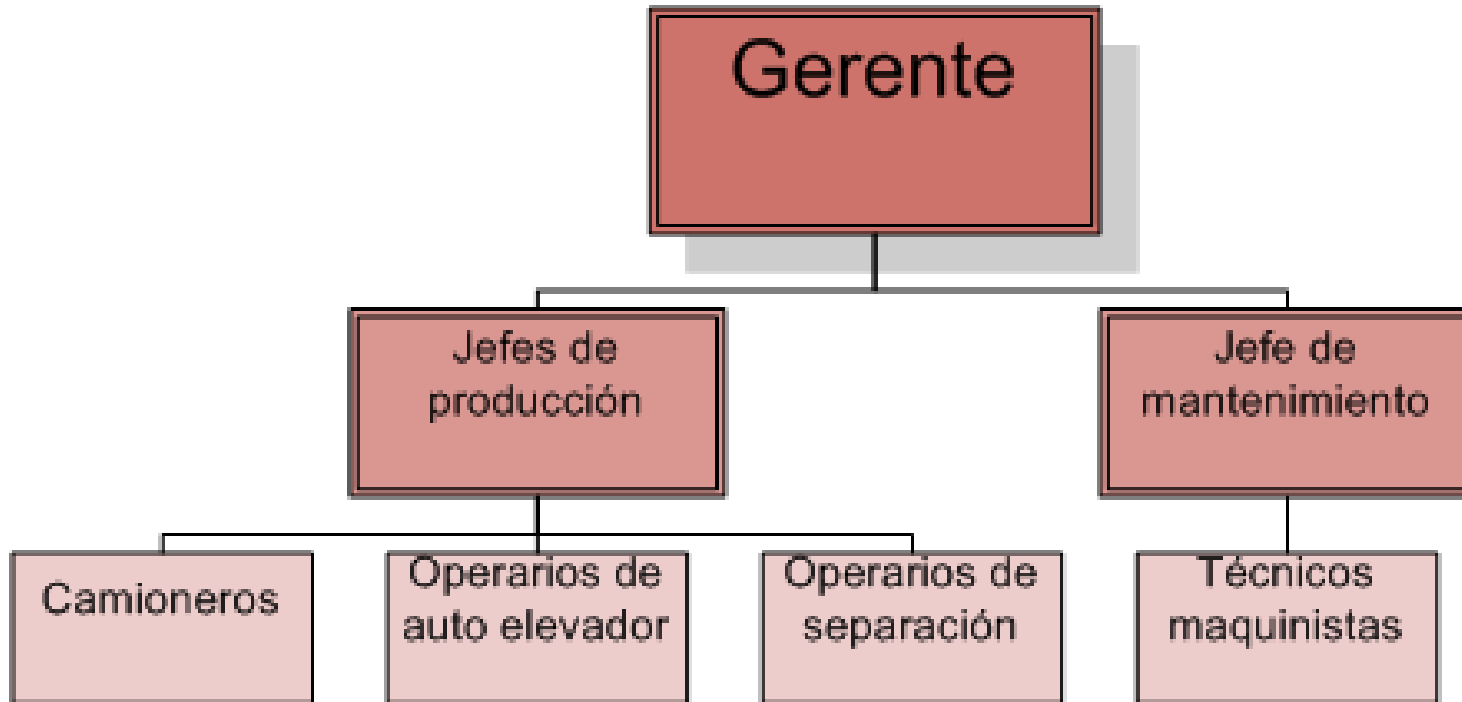 Gerente
Jefes de
producción
Jefe de
mantenimiento
Camioneros
Operarios de
auto elevador
Operarios de
separación
Técnicos
maquinistas